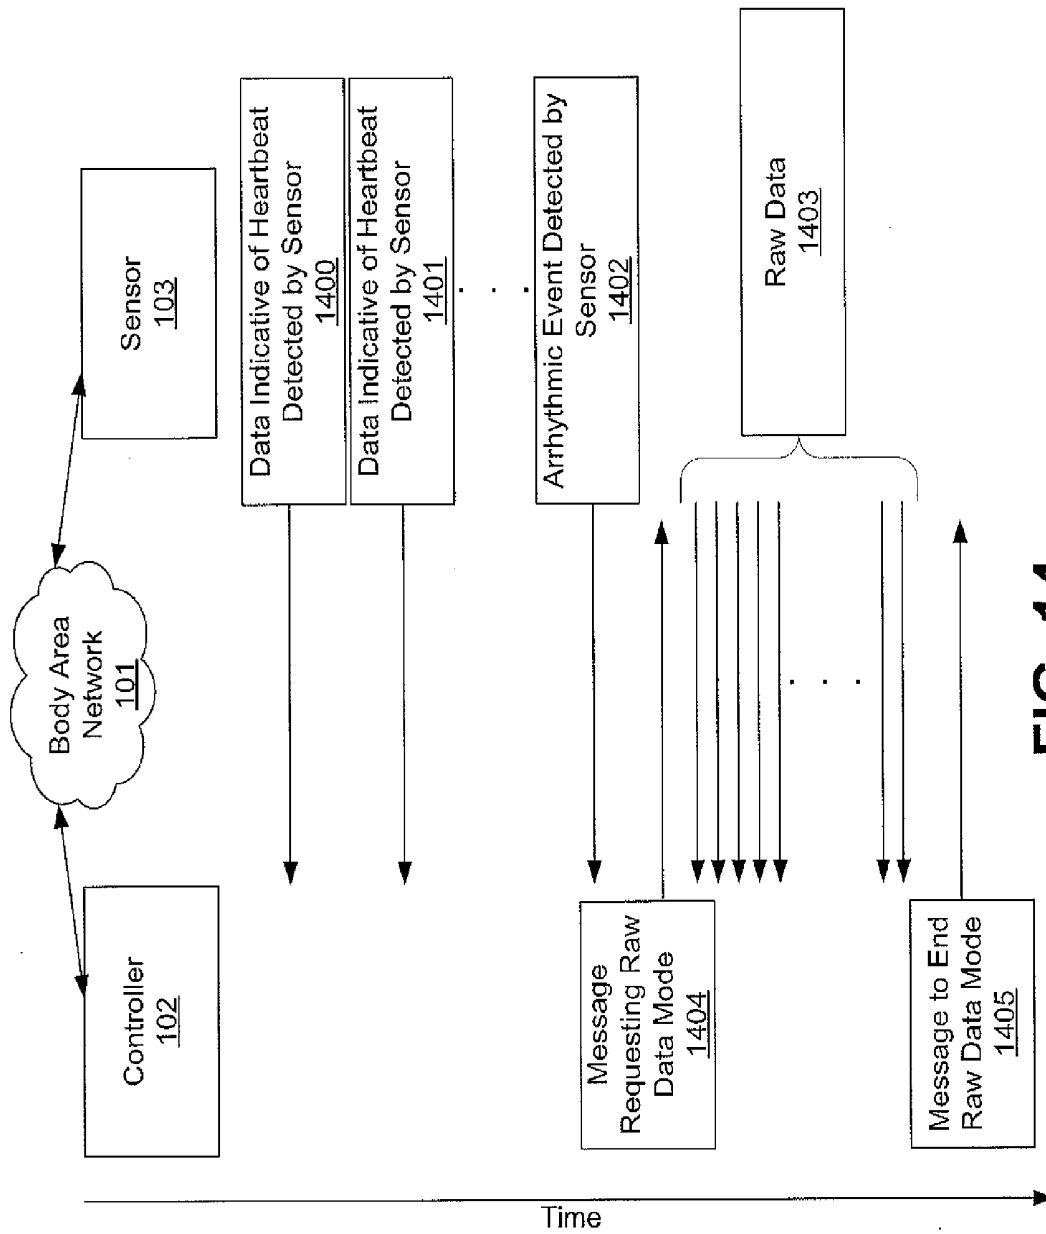 Body Area
Network
101
Controller
102
Sensor
103
Data Indicative of Heartbeat
Detected by Sensor
1400
Data Indicative of Heartbeat
Detected by Sensor
1401
Arrhythmic Event Detected by
Sensor
1402
Message
Requesting Raw
Data Mode
1404
Raw Data
1403
Message to End
Raw Data Mode
1405
Time